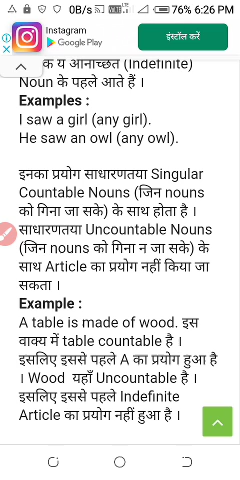 0B/s 76% 6:26 PM
Instagram
Google Play
इंस्टॉल करें
(Indefinite)
Noun के पहले आते हैं ।
Examples :
I saw a girl (any girl).
He saw an owl (any owl).
इनका प्रयोग साधारणतया Singular
Countable Nouns (जिन nouns
को गिना जा सके) के साथ होता है ।
साधारणतया Uncountable Nouns
(जिन nouns को गिना न जा सके) के
साथ Article का प्रयोग नहीं किया जा
सकता ।
Example :
A table is made of wood. इस
वाक्य में table countable है ।
इसलिए इससे पहले A का प्रयोग हुआ है
। Wood यहाँ Uncountable है ।
इसलिए इससे पहले Indefinite
Article का प्रयोग नहीं हुआ है ।